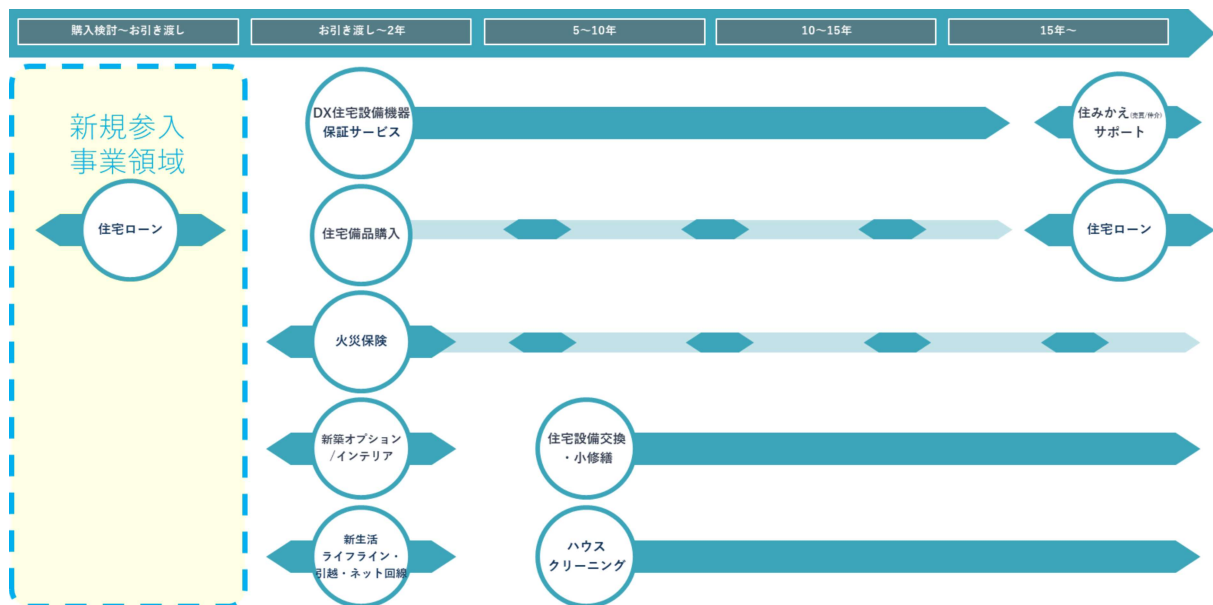 購入検討～お引き渡し
お引き渡し～2年
5～10年
10～15年
15年～
新規参入
事業領域
住宅ローン
DX住宅設備機器
保証サービス
住みかえ(売買/仲介)
サポート
住宅備品購入
住宅ローン
火災保険
新築オプション
/インテリア
住宅設備交換
・小修繕
新生活
ライフライン・
引越・ネット回線
ハウス
クリーニング